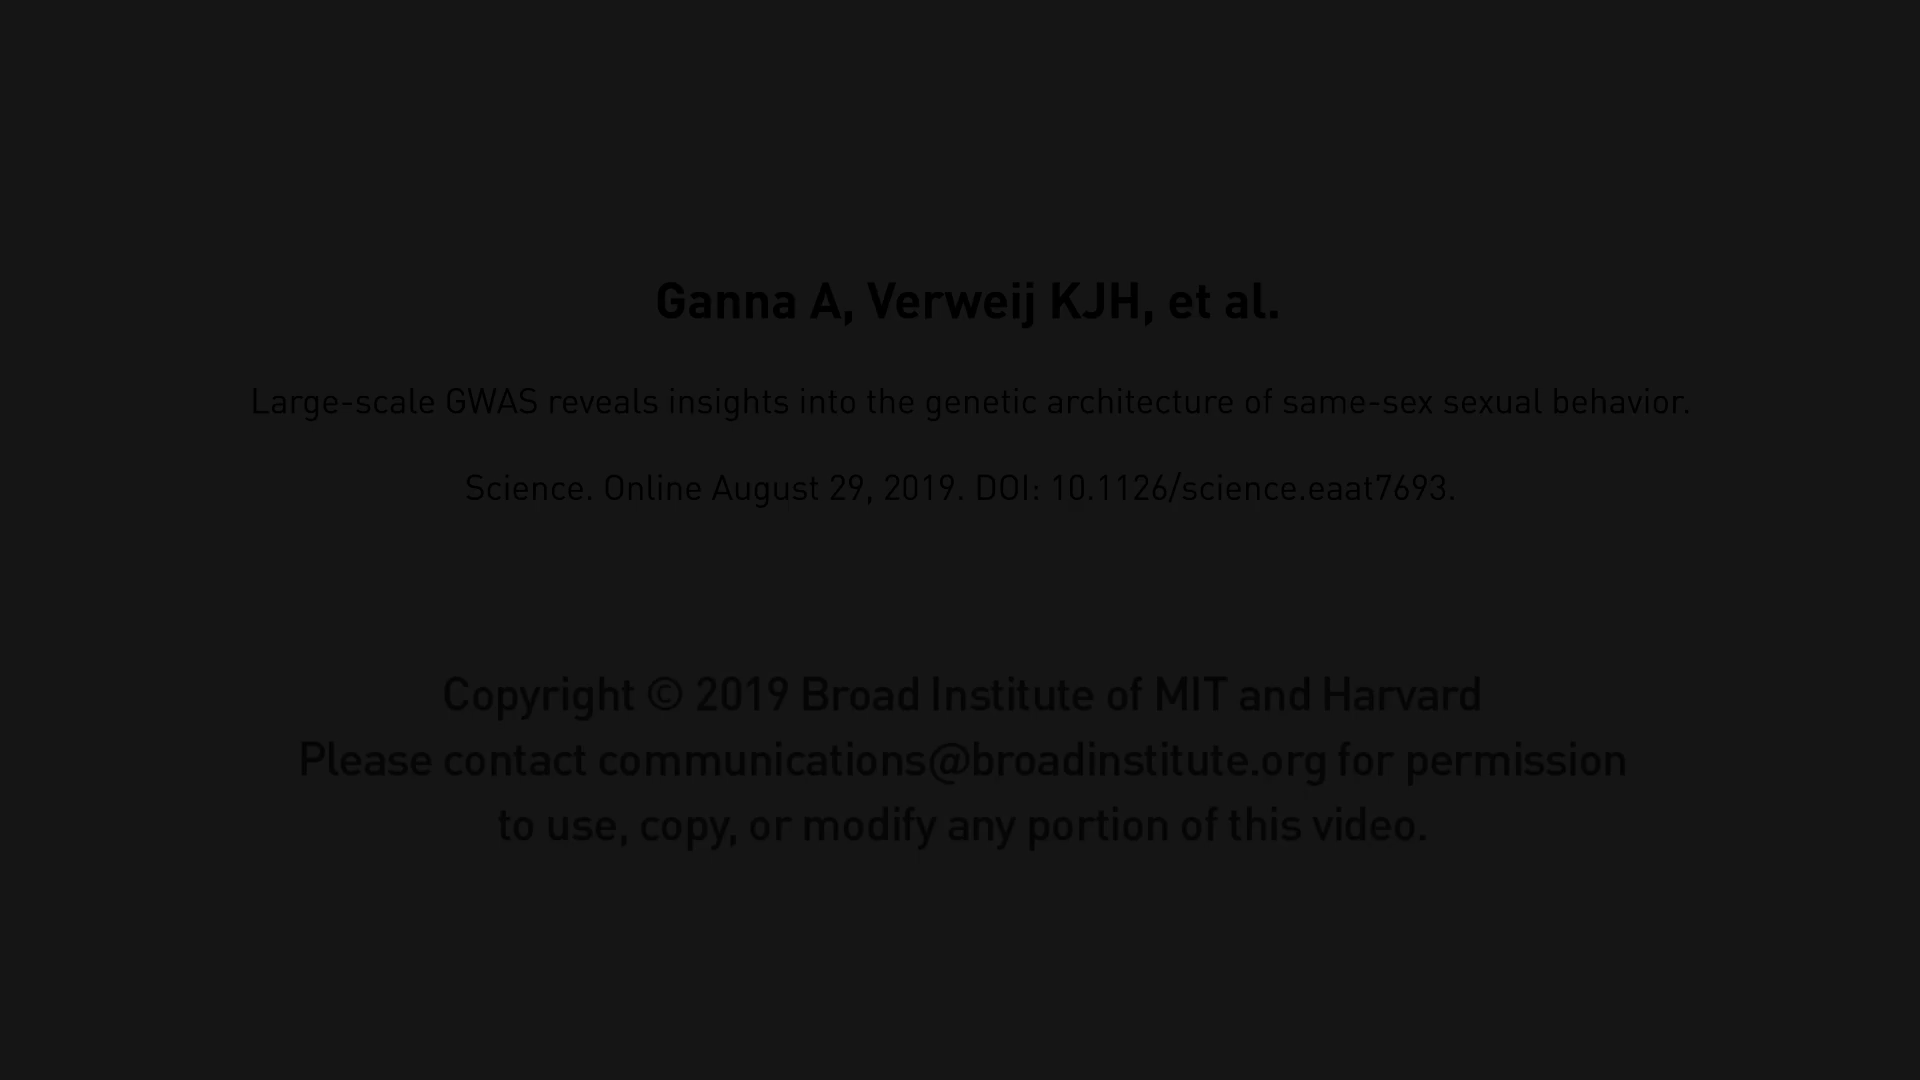 Ganna A, Verweij KJH, et al.
Large-scale GWAS reveals insights into the genetic architecture of same-sex sexual behavior.
Science. Online August 29, 2019. DOI: 10.1126/science.eaat7693.
Copyright © 2019 Broad Institute of MIT and Harvard
Please contact communications@broadinstitute.org for permission
to use, copy, or modify any portion of this video.